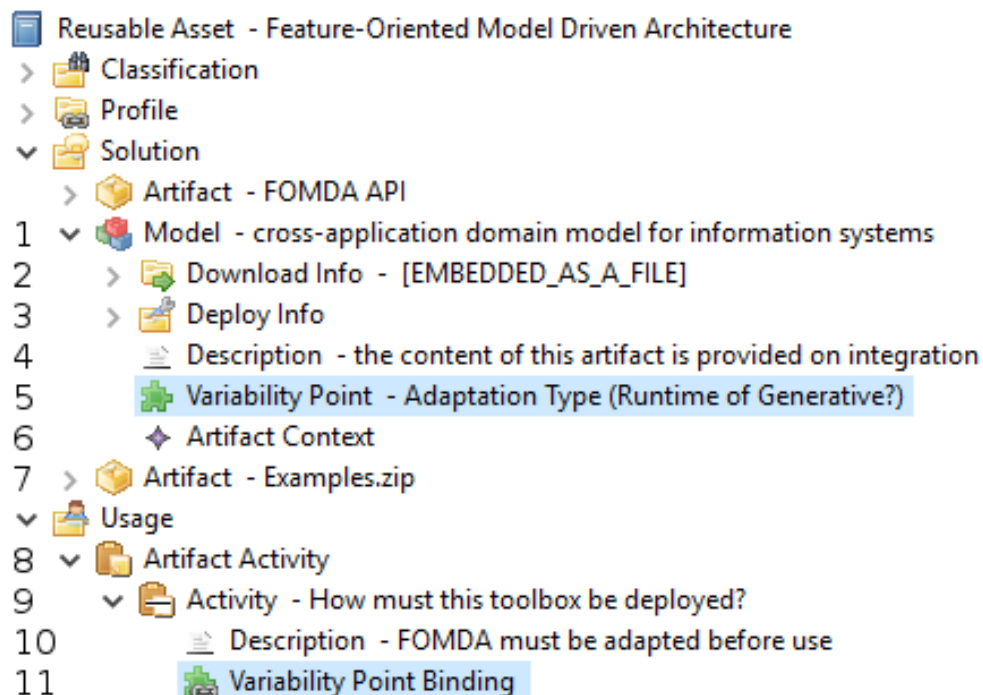 Reusable Asset - Feature-Oriented Model Driven Architecture
Classification
Profile
Solution
Artifact - FOMDA API
1 Model - cross-application domain model for information systems
2 Download Info - [EMBEDDED_AS_A_FILE]
3 Deploy Info
4 Description - the content of this artifact is provided on integration
5 Variability Point - Adaptation Type (Runtime of Generative?)
6 Artifact Context
7 Artifact - Examples.zip
Usage
8 Artifact Activity
9 Activity - How must this toolbox be deployed?
10 Description - FOMDA must be adapted before use
11 Variability Point Binding